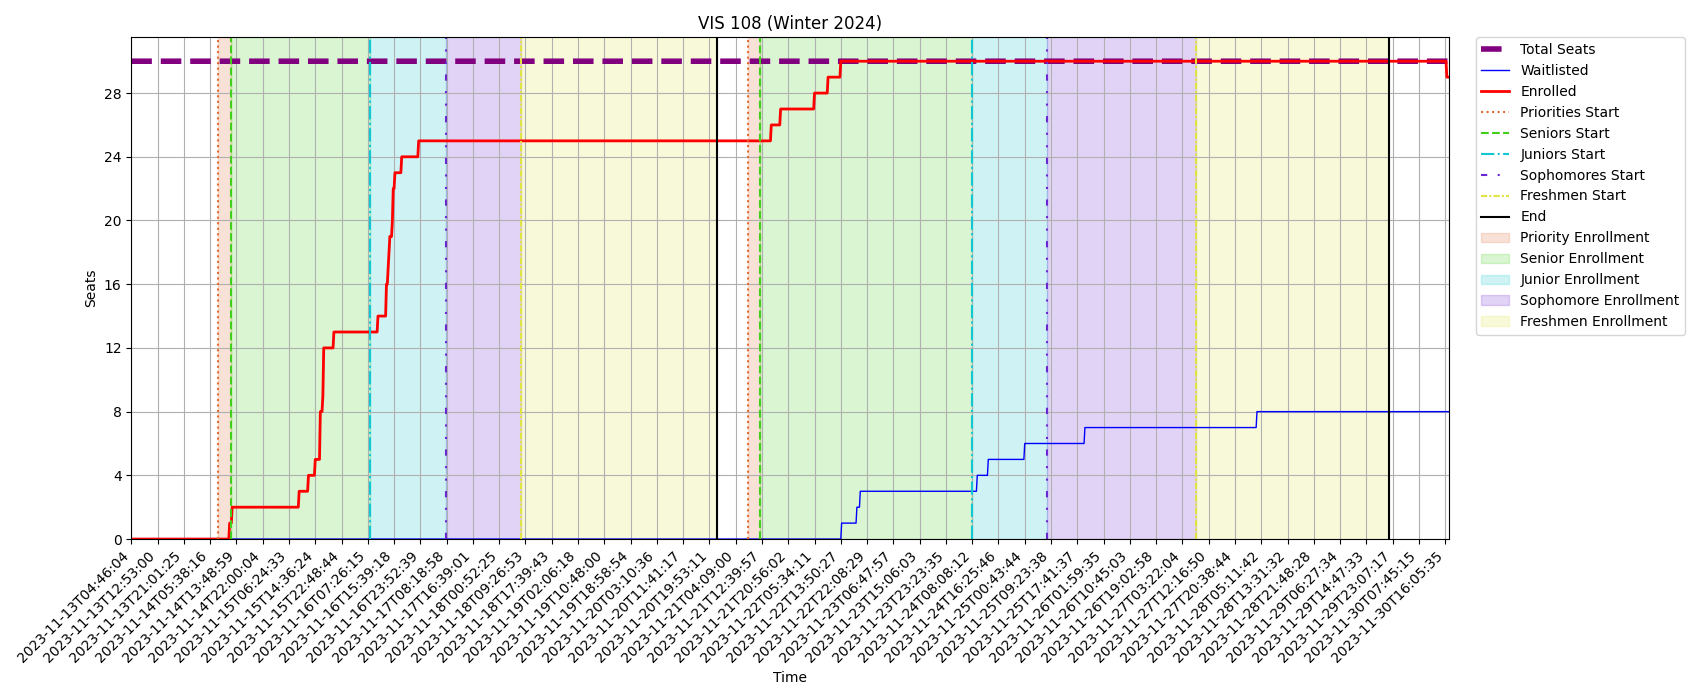 VIS 108 (Winter 2024)
Seats
28
24
20
16
12
8
4
0
2023-11-13T04:46:04
2023-11-13T12:53:00
2023-11-13T21:01:25
2023-11-14T05:38:16
2023-11-14T13:48:59
2023-11-14T22:00:04
2023-11-15T06:24:33
2023-11-15T14:36:24
2023-11-15T22:48:44
2023-11-16T07:26:15
2023-11-16T15:39:18
2023-11-16T23:52:39
2023-11-17T08:18:58
2023-11-17T16:39:01
2023-11-18T00:52:25
2023-11-18T09:26:53
2023-11-18T17:39:43
2023-11-19T02:06:18
2023-11-19T10:48:00
2023-11-19T18:58:54
2023-11-20T03:10:36
2023-11-20T11:41:17
2023-11-20T19:53:11
2023-11-21T04:09:00
2023-11-21T12:39:57
2023-11-21T20:56:02
2023-11-22T05:34:11
2023-11-22T13:50:27
2023-11-22T22:08:29
2023-11-23T06:47:57
2023-11-23T15:06:03
2023-11-23T23:23:35
2023-11-24T08:08:12
2023-11-24T16:25:46
2023-11-25T00:43:44
2023-11-25T09:23:38
2023-11-25T17:41:37
2023-11-26T01:59:35
2023-11-26T10:45:03
2023-11-26T19:02:58
2023-11-27T03:22:04
2023-11-27T12:16:50
2023-11-27T20:38:44
2023-11-28T05:11:42
2023-11-28T13:31:32
2023-11-28T21:48:28
2023-11-29T06:27:34
2023-11-29T14:47:33
2023-11-29T23:07:17
2023-11-30T07:45:15
2023-11-30T16:05:35
Time
Total Seats
Waitlisted
Enrolled
Priorities Start
Seniors Start
Juniors Start
Sophomores Start
Freshmen Start
End
Priority Enrollment
Senior Enrollment
Junior Enrollment
Sophomore Enrollment
Freshmen Enrollment